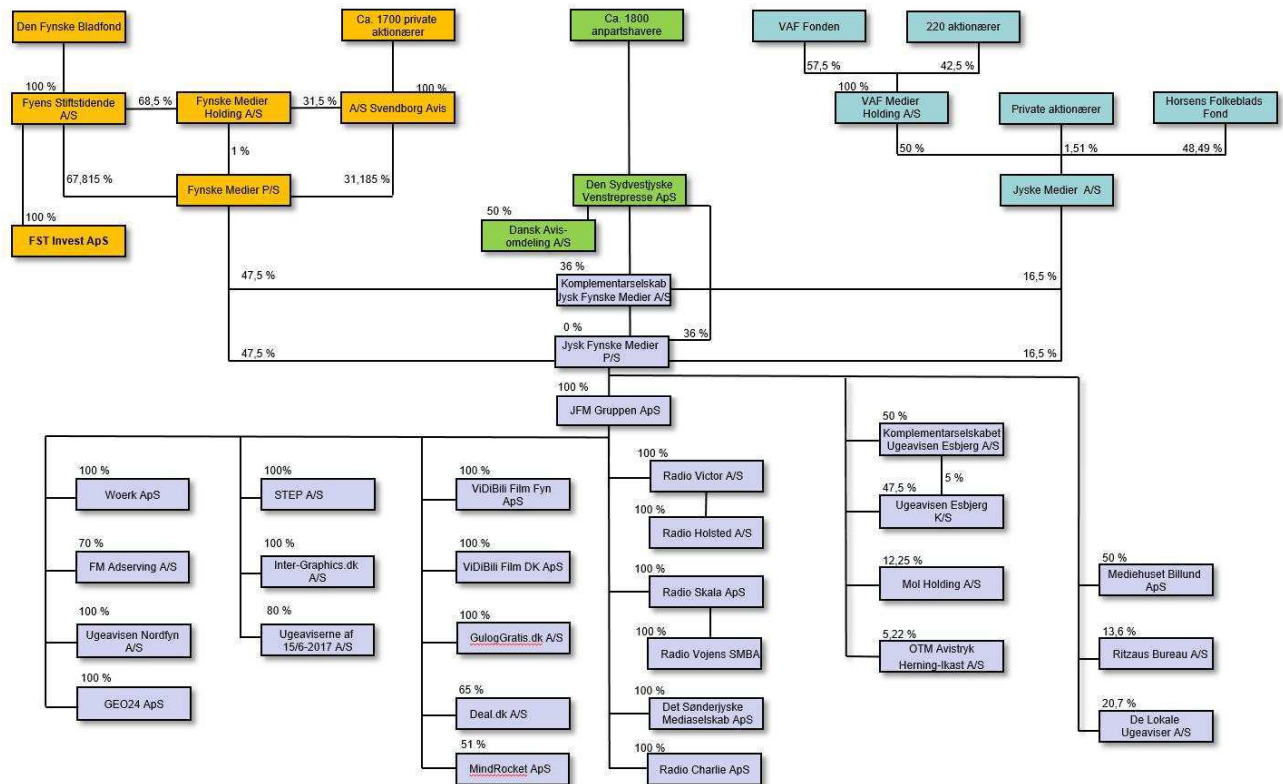 Den Fynske Bladfond
Ca. 1700 private
aktionærer
Ca. 1800
anpartshavere
VAF Fonden
220 aktionærer
57,5 %
42,5 %
100 %
Fyens Stiftstidende
A/S
68,5 %
Fynske Medier
Holding A/S
31,5 %
100 %
A/S Svendborg Avis
100 %
VAF Medier
Holding A/S
Private aktionærer
Horsens Folkeblads
Fond
1 %
50 %
1,51 %
48,49 %
67,815 %
Fynske Medier P/S
31,185 %
Den Sydvestjyske
Venstrepresse ApS
Jyske Medier A/S
100 %
FST Invest ApS
50 %
Dansk Avis-
omdeling A/S
47,5 %
36 %
Komplementarselskab
Jysk Fynske Medier A/S
16,5 %
0 %
36 %
47,5 %
Jysk Fynske Medier
P/S
16,5 %
100 %
JFM Gruppen ApS
100 %
Woerk ApS
70 %
FM Adserving A/S
100 %
Ugeavisen Nordfyn
A/S
100 %
GEO24 ApS
100%
STEP A/S
100 %
Inter-Graphics.dk
A/S
80 %
Ugeaviserne af
15/6-2017 A/S
100 %
ViDiBili Film Fyn
ApS
100 %
ViDiBili Film DK ApS
100 %
GulogGratis.dk A/S
65 %
Deal.dk A/S
51 %
MindRocket ApS
100 %
Radio Victor A/S
100 %
Radio Holsted A/S
100 %
Radio Skala ApS
100 %
Radio Vojens SMBA
100 %
Det Sønderjyske
Mediaselskab ApS
100 %
Radio Charlie ApS
50 %
Komplementarselskabet
Ugeavisen Esbjerg A/S
5 %
47,5 %
Ugeavisen Esbjerg
K/S
12,25 %
Mol Holding A/S
5,22 %
OTM Avistryk
Herning-Ikast A/S
50 %
Mediehuset Billund
ApS
13,6 %
Ritzaus Bureau A/S
20,7 %
De Lokale
Ugeaviser A/S